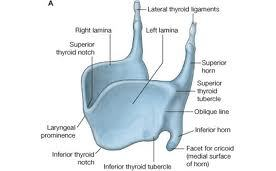 A
Lateral thyroid ligaments
Right lamina
Left lamina
Superior
thyroid notch
Superior
horn
Superior
thyroid
tubercle
Oblique line
Laryngeal
prominence
Inferior horn
Inferior thyroid
notch
Facet for cricoid
(medial surface
of horn)
Inferior thyroid tubercle